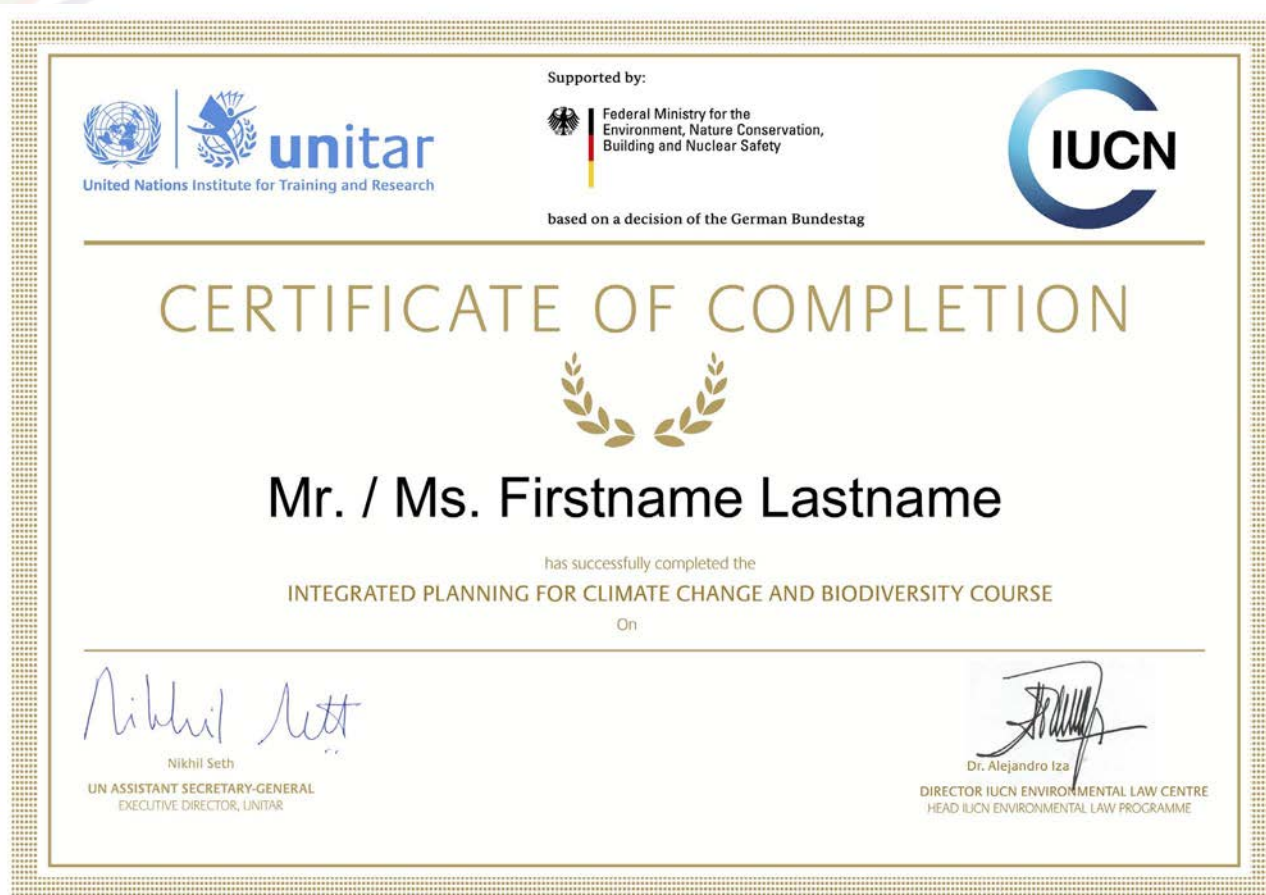 unitar
United Nations Institute for Training and Research
Supported by:
Federal Ministry for the
Environment, Nature Conservation,
Building and Nuclear Safety
based on a decision of the German Bundestag
IUCN
CERTIFICATE OF COMPLETION
Mr. / Ms. Firstname Lastname
has successfully completed the
INTEGRATED PLANNING FOR CLIMATE CHANGE AND BIODIVERSITY COURSE
On
Nikhil Seth
Nikhil Seth
UN ASSISTANT SECRETARY-GENERAL
EXECUTIVE DIRECTOR, UNITAR
Dr. Alejandro Iza
DIRECTOR IUCN ENVIRONMENTAL LAW CENTRE
HEAD IUCN ENVIRONMENTAL LAW PROGRAMME